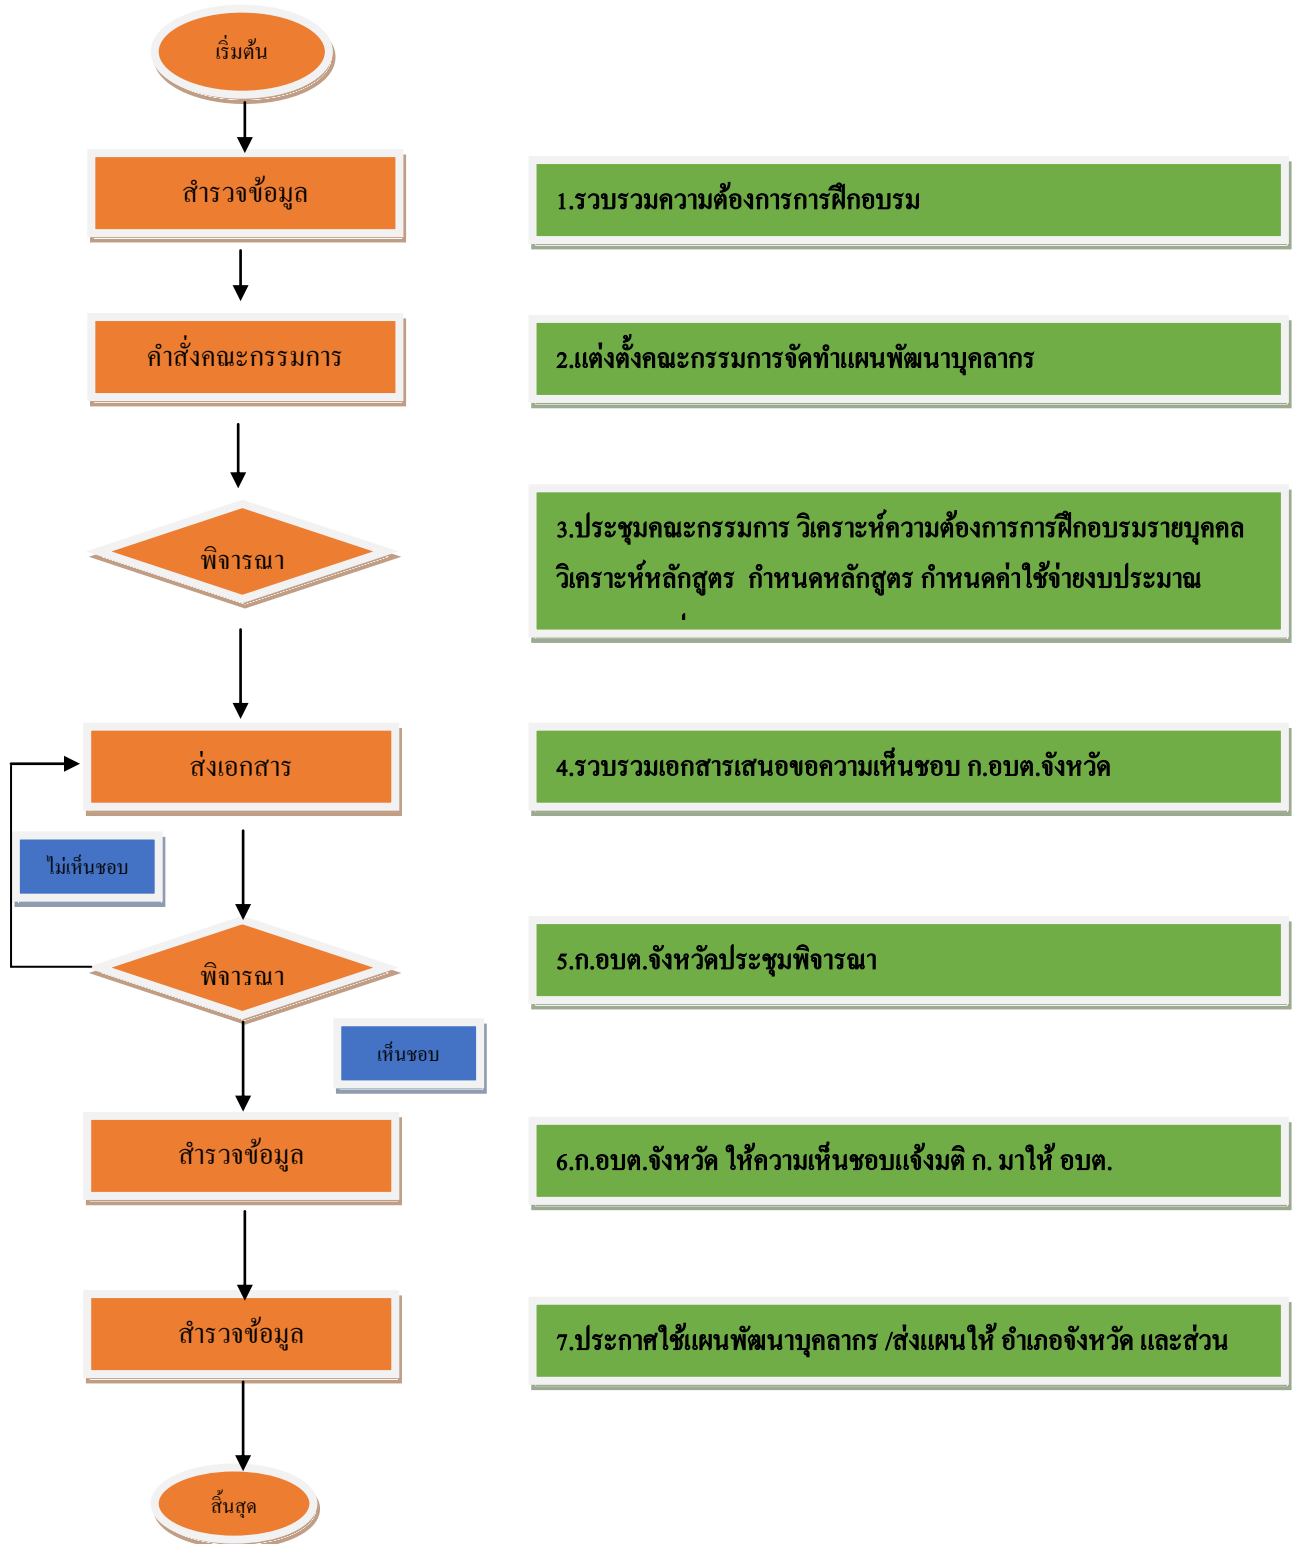 เริ่มต้น
สำรวจข้อมูล
1.รวบรวมความต้องการการฝึกอบรม
คำสั่งคณะกรรมการ
2.แต่งตั้งคณะกรรมการจัดทำแผนพัฒนาบุคลากร
พิจารณา
3.ประชุมคณะกรรมการ วิเคราะห์ความต้องการการฝึกอบรมรายบุคคล
วิเคราะห์หลักสูตร กำหนดหลักสูตร กำหนดค่าใช้จ่ายงบประมาณ
ส่งเอกสาร
4.รวบรวมเอกสารเสนอขอความเห็นชอบ ก.อบต.จังหวัด
ไม่เห็นชอบ
พิจารณา
5.ก.อบต.จังหวัดประชุมพิจารณา
เห็นชอบ
สำรวจข้อมูล
6.ก.อบต.จังหวัด ให้ความเห็นชอบแจ้งมติ ก. มาให้ อบต.
สำรวจข้อมูล
7.ประกาศใช้แผนพัฒนาบุคลากร /ส่งแผนให้ อำเภอจังหวัด และส่วน
สิ้นสุด